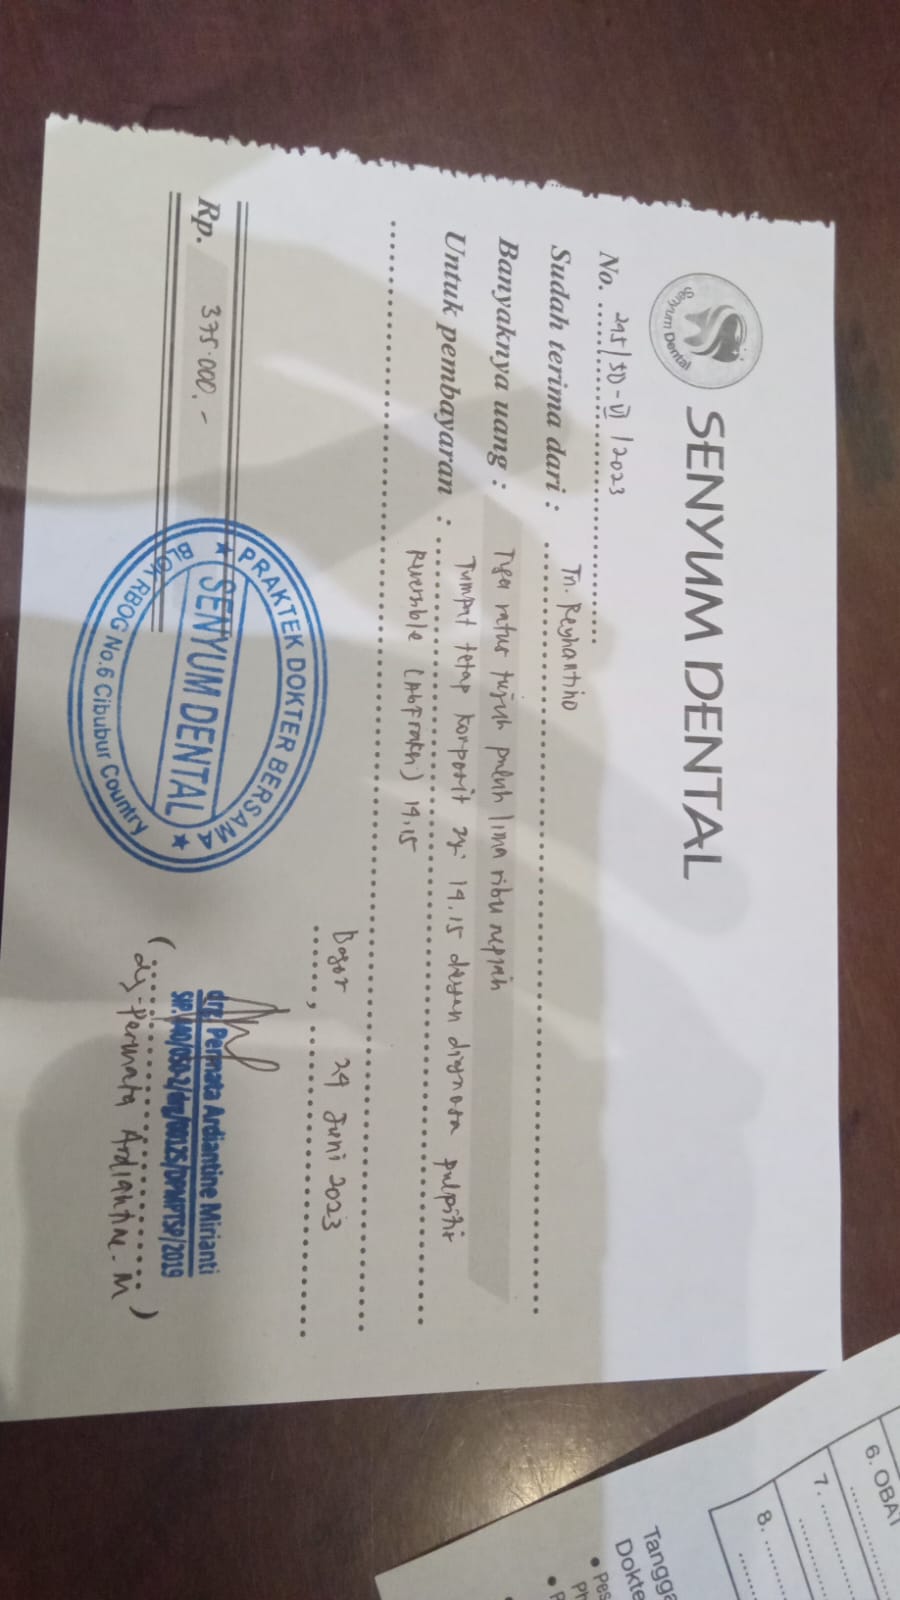 Senyum Dental
SENYUM DENTAL
No. 295/SD-VI/2023
Sudah terima dari : Tn. Reyhantino
Banyaknya uang : Tiga ratus tujuh puluh lima ribu rupiah
Untuk pembayaran : Tumpat tetap komposit gg: 14.15 dengan diagnosa pulpitis
Reversible (Abfraksi) 14.15
Bogor, 24 Juni 2023
Rp. 375.000,-
PRAKTEK DOKTER BERSAMA
SENYUM DENTAL
BLOK RBOG No.6 Cibubur Country
drg. Permata Ardiantine Mirianti
SIP. 440/050-2/drg/00125/DPMPTSP/2019
(..............................)
drg. Permata Ardiantine. M
6. OBAT
7.
8.
Tangga
Dokte
• Pes
Ph
• P